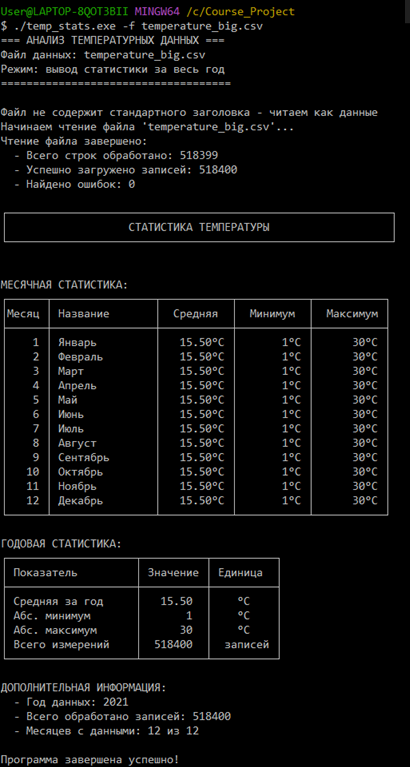 User@LAPTOP-8QOT3BII MINGW64 /c/Course_Project
$ ./temp_stats.exe -f temperature_big.csv
=== АНАЛИЗ ТЕМПЕРАТУРНЫХ ДАННЫХ ===
Файл данных: temperature_big.csv
Режим: вывод статистики за весь год
===================================
Файл не содержит стандартного заголовка - читаем как данные
Начинаем чтение файла 'temperature_big.csv'...
Чтение файла завершено:
- Всего строк обработано: 518399
- Успешно загружено записей: 518400
- Найдено ошибок: 0
СТАТИСТИКА ТЕМПЕРАТУРЫ
МЕСЯЧНАЯ СТАТИСТИКА:
Месяц Название Средняя Минимум Максимум
1 Январь 15.50°C 1°C 30°C
2 Февраль 15.50°C 1°C 30°C
3 Март 15.50°C 1°C 30°C
4 Апрель 15.50°C 1°C 30°C
5 Май 15.50°C 1°C 30°C
6 Июнь 15.50°C 1°C 30°C
7 Июль 15.50°C 1°C 30°C
8 Август 15.50°C 1°C 30°C
9 Сентябрь 15.50°C 1°C 30°C
10 Октябрь 15.50°C 1°C 30°C
11 Ноябрь 15.50°C 1°C 30°C
12 Декабрь 15.50°C 1°C 30°C
ГОДОВАЯ СТАТИСТИКА:
Показатель Значение Единица
Средняя за год 15.50 °C
Абс. минимум 1 °C
Абс. максимум 30 °C
Всего измерений 518400 записей
ДОПОЛНИТЕЛЬНАЯ ИНФОРМАЦИЯ:
- Год данных: 2021
- Всего обработано записей: 518400
- Месяцев с данными: 12 из 12
Программа завершена успешно!